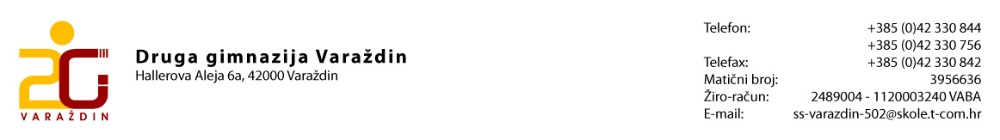 2G
VARAŽDIN
Druga gimnazija Varaždin
Hallerova Aleja 6a, 42000 Varaždin
Telefon: +385 (0)42 330 844
+385 (0)42 330 756
Telefax: +385 (0)42 330 842
Matični broj: 3956636
Žiro-račun: 2489004 - 1120003240 VABA
E-mail: ss-varazdin-502@skole.t-com.hr